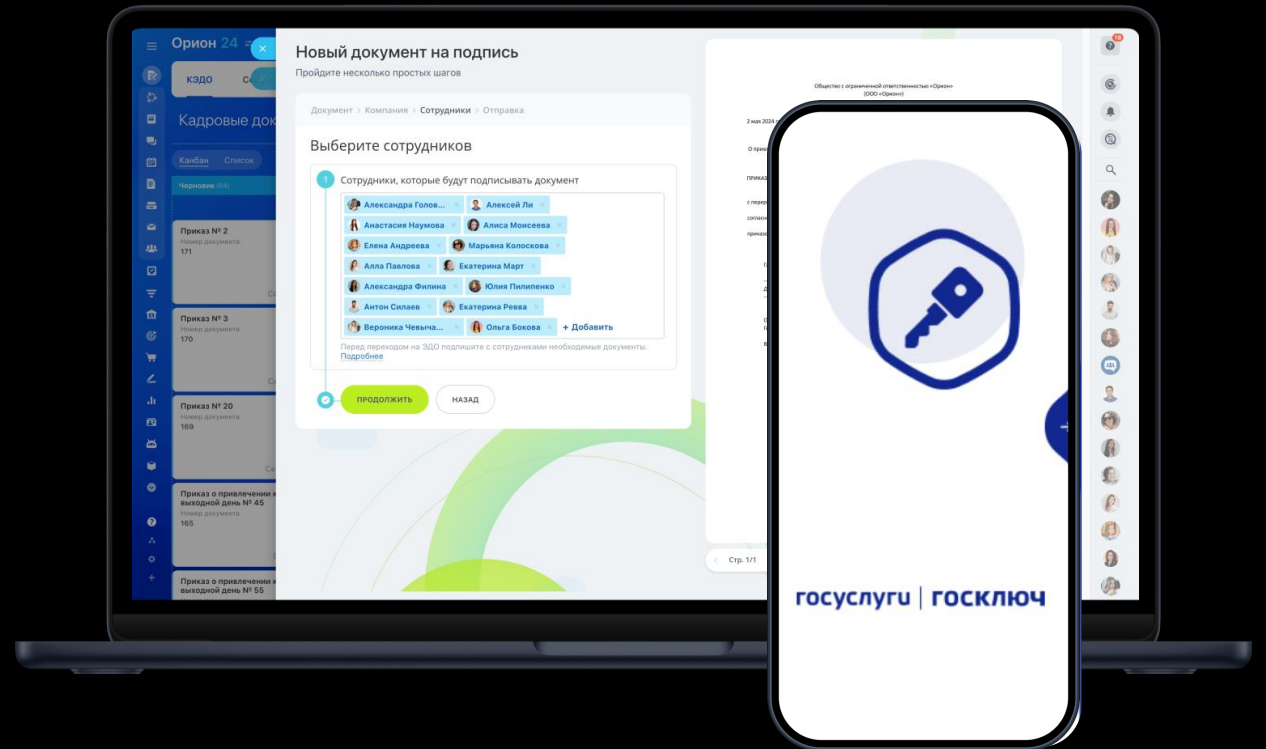 Орион 24
КЭДО
Кадровые док
Канбан Список
Черновик (64)
Приказ № 2
Номер документа
171
Приказ № 3
Номер документа
170
Приказ № 20
Номер документа
169
Се
Приказ о привлечении к
выходной день № 45
Номер документа
165
Приказ о привлечении к
выходной день № 55
Новый документ на подпись
Пройдите несколько простых шагов
Документ > Компания > Сотрудники > Отправка
Выберите сотрудников
1 Сотрудники, которые будут подписывать документ
Александра Голов... × Алексей Ли ×
Анастасия Наумова × Алиса Моисеева ×
Елена Андреева × Марьяна Колоскова ×
Алла Павлова × Екатерина Март ×
Александра Филина × Юлия Пилипенко ×
Антон Силаев × Екатерина Ревва ×
Вероника Чевыча... × Ольга Бокова × + Добавить
Перед переходом на ЭДО подпишите с сотрудниками необходимые документы.
Подробнее
ПРОДОЛЖИТЬ НАЗАД
Общество с ограниченной ответственностью «Орион»
(ООО «Орион»)
2 мая 2024
Стр. 1/1
госуслуги | госключ